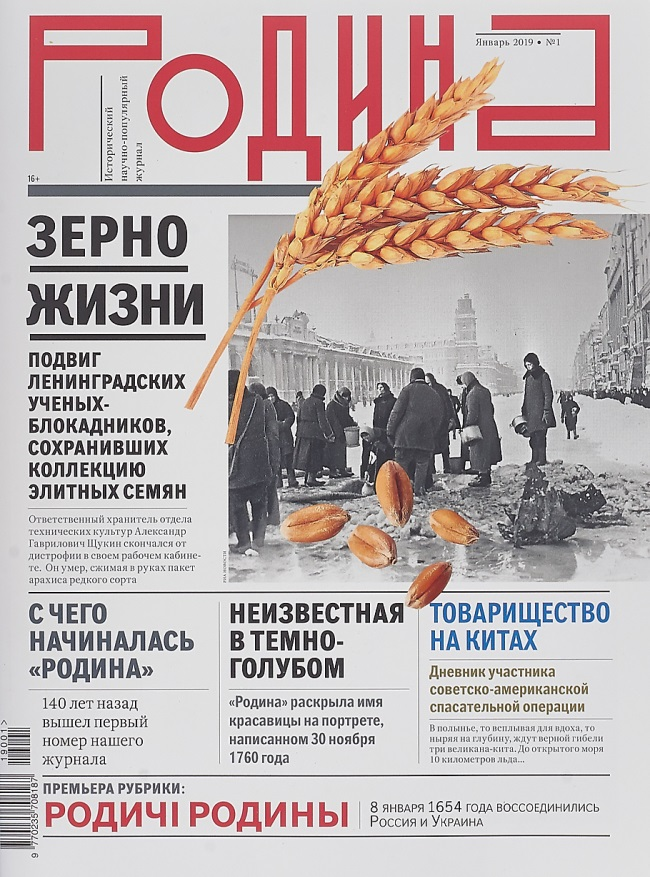 Родина
Январь 2019 • №1
Исторический
научно-популярный
журнал
16+
ЗЕРНО
ЖИЗНИ
ПОДВИГ
ЛЕНИНГРАДСКИХ
УЧЕНЫХ-
БЛОКАДНИКОВ,
СОХРАНИВШИХ
КОЛЛЕКЦИЮ
ЭЛИТНЫХ СЕМЯН
Ответственный хранитель отдела
технических культур Александр
Гаврилович Щукин скончался от
дистрофии в своем рабочем кабине-
те. Он умер, сжимая в руках пакет
арахиса редкого сорта
РИА НОВОСТИ
С ЧЕГО
НАЧИНАЛАСЬ
«РОДИНА»
140 лет назад
вышел первый
номер нашего
журнала
НЕИЗВЕСТНАЯ
В ТЕМНО-
ГОЛУБОМ
«Родина» раскрыла имя
красавицы на портрете,
написанном 30 ноября
1760 года
ТОВАРИЩЕСТВО
НА КИТАХ
Дневник участника
советско-американской
спасательной операции
В полынье, то всплывая для вдоха, то
ныряя на глубину, ждут верной гибели
три великана-кита. До открытого моря
10 километров льда...
19001>
9 770235 708187
ПРЕМЬЕРА РУБРИКИ:
РОДИЧІ РОДИНЫ
8 ЯНВАРЯ 1654 ГОДА ВОССОЕДИНИЛИСЬ
РОССИЯ И УКРАИНА